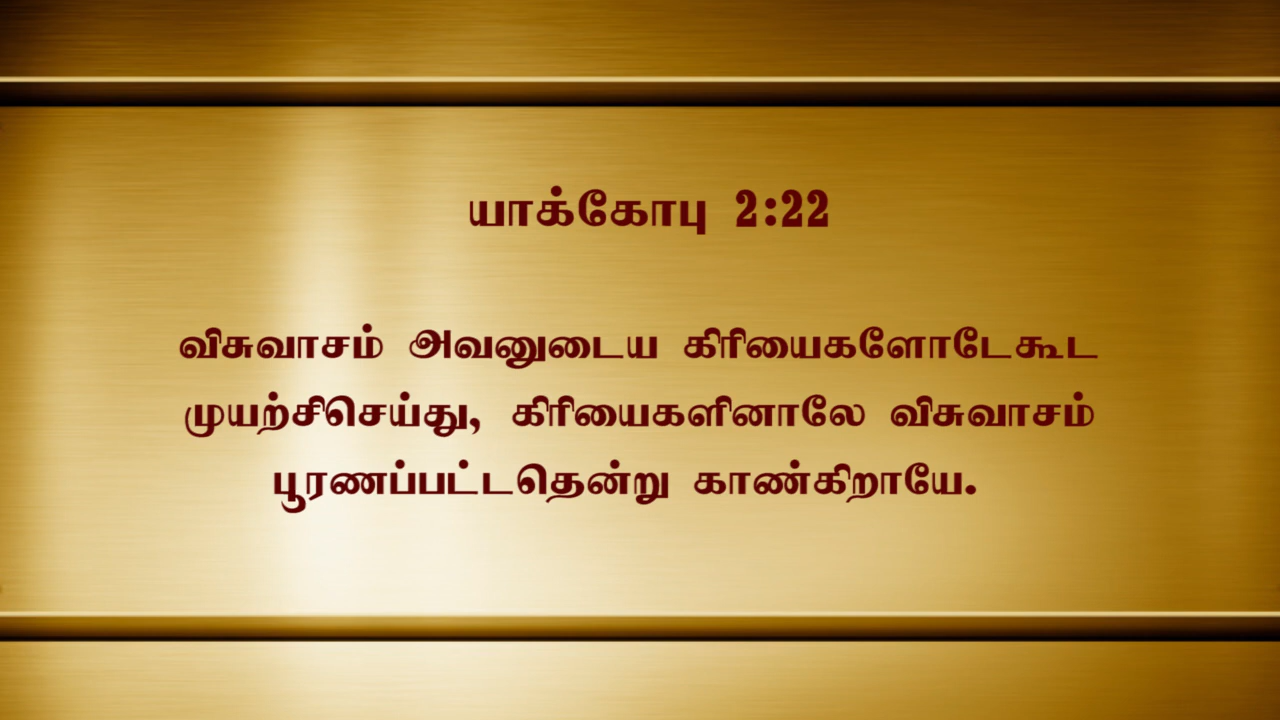 யாக்கோபு 2:22
விசுவாசம் அவனுடைய கிரியைகளோடேகூட
முயற்சிசெய்து, கிரியைகளினாலே விசுவாசம்
பூரணப்பட்டதென்று காண்கிறாயே.